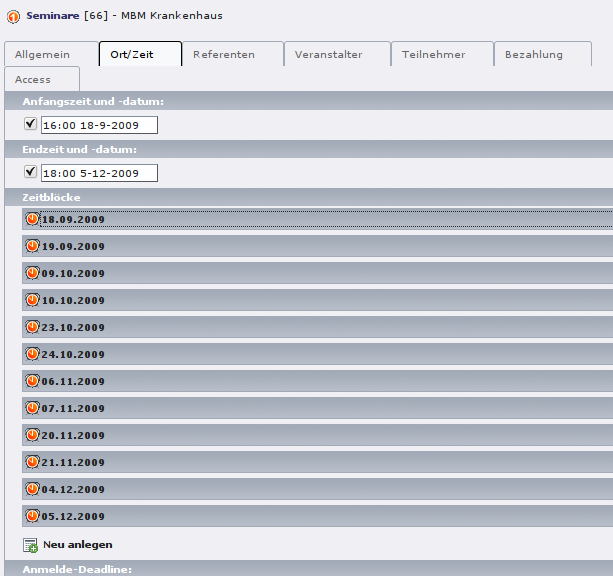 Seminare [66] - MBM Krankenhaus
Allgemein Ort/Zeit Referenten Veranstalter Teilnehmer Bezahlung
Access
Anfangszeit und -datum:
16:00 18-9-2009
Endzeit und -datum:
18:00 5-12-2009
Zeitblöcke
18.09.2009
19.09.2009
09.10.2009
10.10.2009
23.10.2009
24.10.2009
06.11.2009
07.11.2009
20.11.2009
21.11.2009
04.12.2009
05.12.2009
Neu anlegen
Anmelde-Deadline: